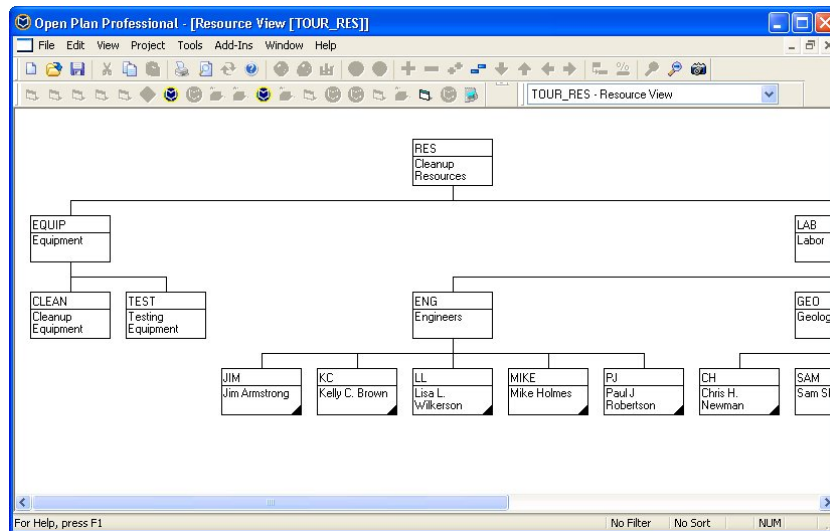 Open Plan Professional - [Resource View [TOUR_RES]]
File Edit View Project Tools Add-Ins Window Help
TOUR_RES - Resource View
RES
Cleanup
Resources
EQUIP
Equipment
LAB
Labor
CLEAN
Cleanup
Equipment
TEST
Testing
Equipment
ENG
Engineers
GEO
Geolog
JIM
Jim Armstrong
KC
Kelly C. Brown
LL
Lisa L.
Wilkerson
MIKE
Mike Holmes
PJ
Paul J
Robertson
CH
Chris H.
Newman
SAM
Sam
For Help, press F1
No Filter No Sort NUM